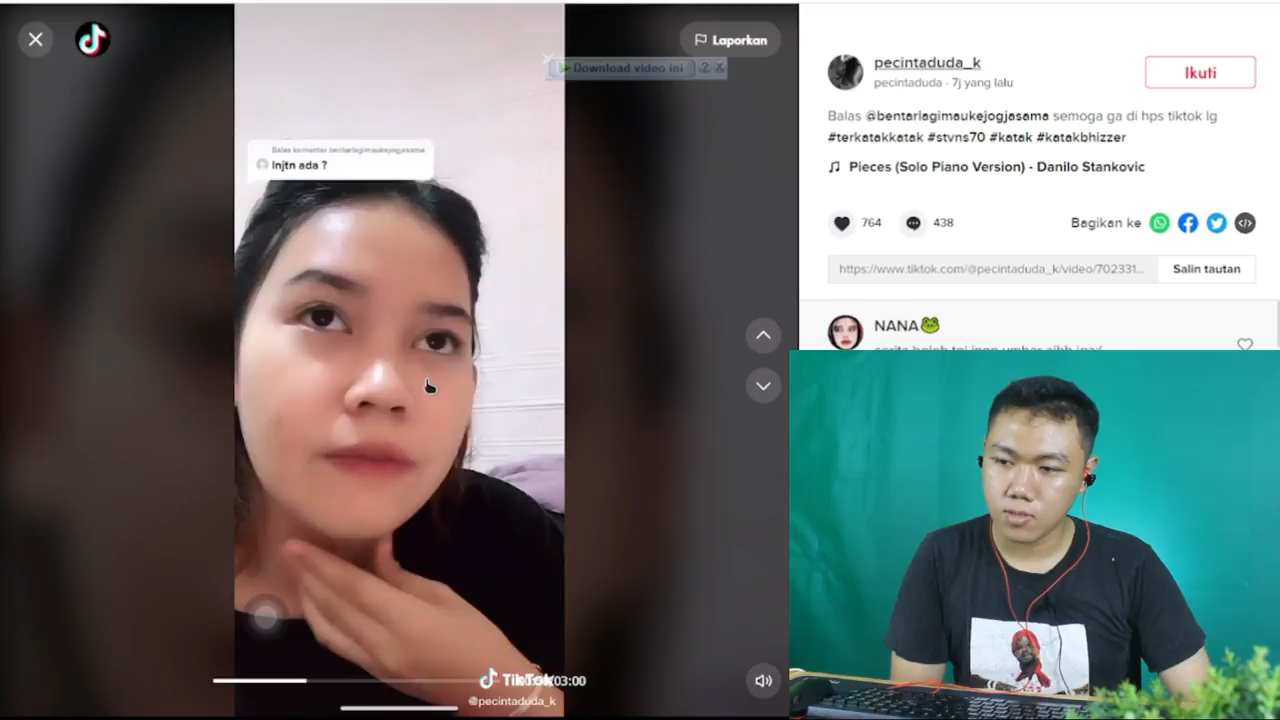 Laporkan
Download video ini
Balas komentar bentarlagimaukejogjasama
Injtn ada ?
TikTok
03:00
@pecintaduda_k
pecintaduda_k
pecintaduda · 7j yang lalu
Ikuti
Balas @bentarlagimaukejogjasama semoga ga di hps tiktok lg
#terkatakkatak #stvns70 #katak #katakbhizzer
Pieces (Solo Piano Version) - Danilo Stankovic
764
438
Bagikan ke
https://www.tiktok.com/@pecintaduda_k/video/702331...
Salin tautan
NANA🐸